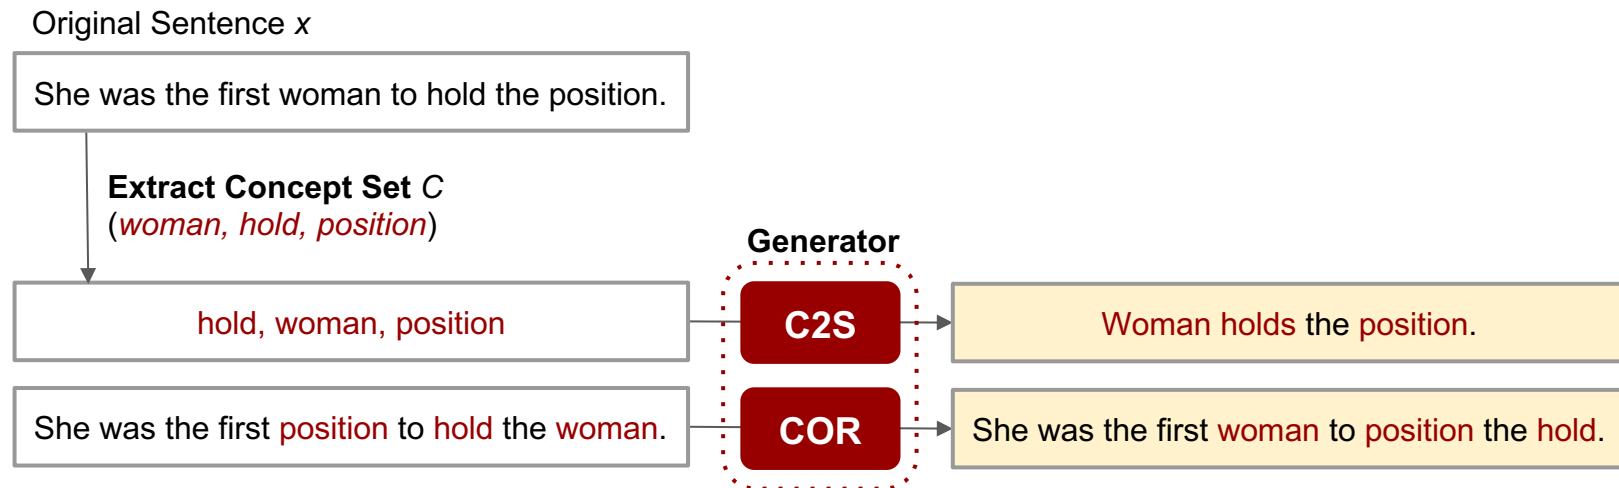 Original Sentence x
She was the first woman to hold the position.
Extract Concept Set C
(woman, hold, position)
Generator
hold, woman, position
C2S
Woman holds the position.
She was the first position to hold the woman.
COR
She was the first woman to position the hold.